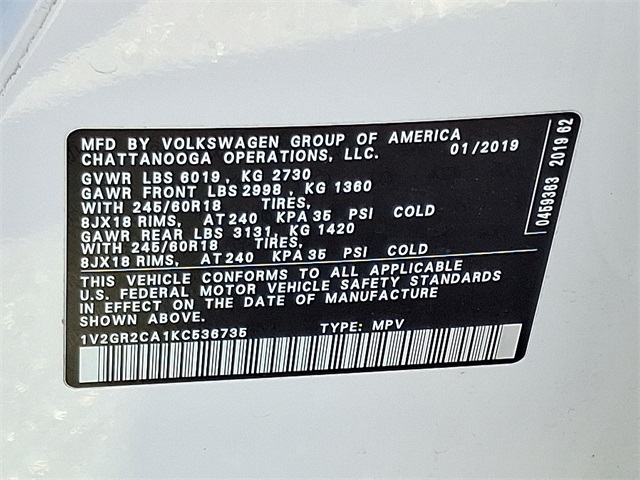 MFD BY VOLKSWAGEN GROUP OF AMERICA
CHATTANOOGA OPERATIONS, LLC. 01/2019
GVWR LBS 6019, KG 2730
GAWR FRONT LBS 2998, KG 1360
WITH 245/60R18 TIRES,
8JX18 RIMS, AT 240 KPA 35 PSI COLD
GAWR REAR LBS 3131, KG 1420
WITH 245/60R18 TIRES,
8JX18 RIMS, AT 240 KPA 35 PSI COLD
THIS VEHICLE CONFORMS TO ALL APPLICABLE
U.S. FEDERAL MOTOR VEHICLE SAFETY STANDARDS
IN EFFECT ON THE DATE OF MANUFACTURE
SHOWN ABOVE.
1V2GR2CA1KC536735 TYPE: MPV
0459363 2019 62